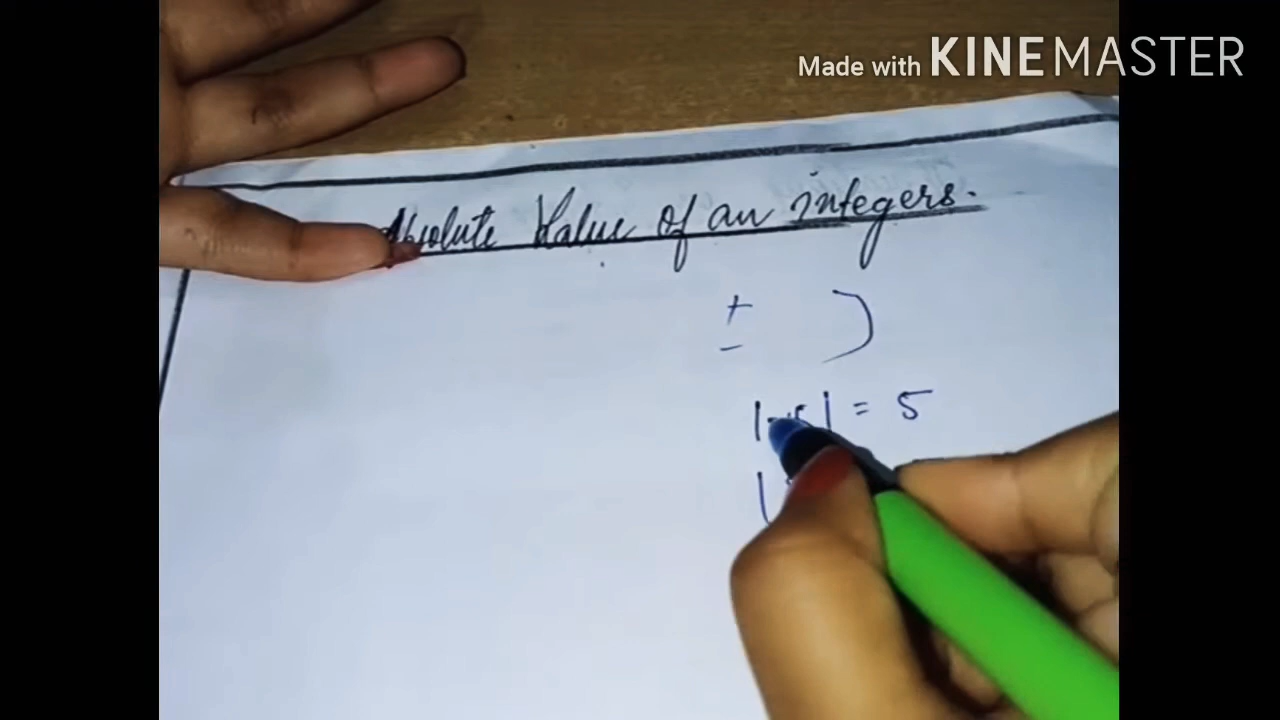 Made with KINEMASTER
Absolute Value of an integers.
+
-
= 5